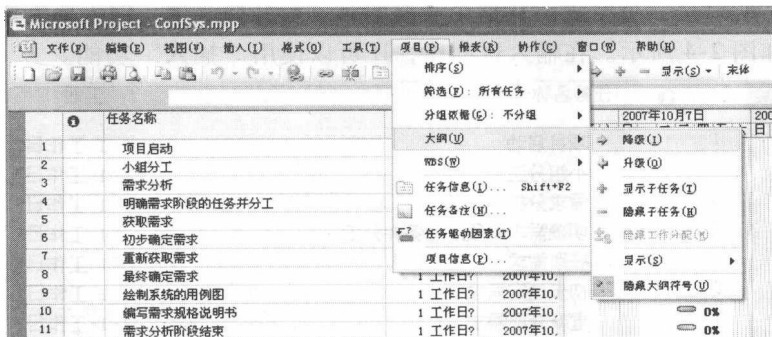 Microsoft Project - ConfSys.mpp
文件(F) 编辑(E) 视图(V) 插入(I) 格式(O) 工具(T) 项目(P) 报表(R) 协作(C) 窗口(W) 帮助(H)
显示(S) 宋体
排序(S)
筛选(F): 所有任务
分组依据(G): 不分组
大纲(U)
WBS(W)
任务信息(I)... Shift+F2
任务备注(N)...
任务驱动因素(T)
项目信息(P)...
降级(I)
升级(O)
显示子任务(T)
隐藏子任务(H)
隐藏工作分配(M)
显示(S)
隐藏大纲符号(U)
任务名称
2007年10月7日 200
1 项目启动
2 小组分工
3 需求分析
4 明确需求阶段的任务并分工
5 获取需求
6 初步确定需求
7 重新获取需求
8 最终确定需求 1 工作日? 2007年10.
9 绘制系统的用例图 1 工作日? 2007年10.
10 编写需求规格说明书 1 工作日? 2007年10. 0%
11 需求分析阶段结束 1 工作日? 2007年10. 0%